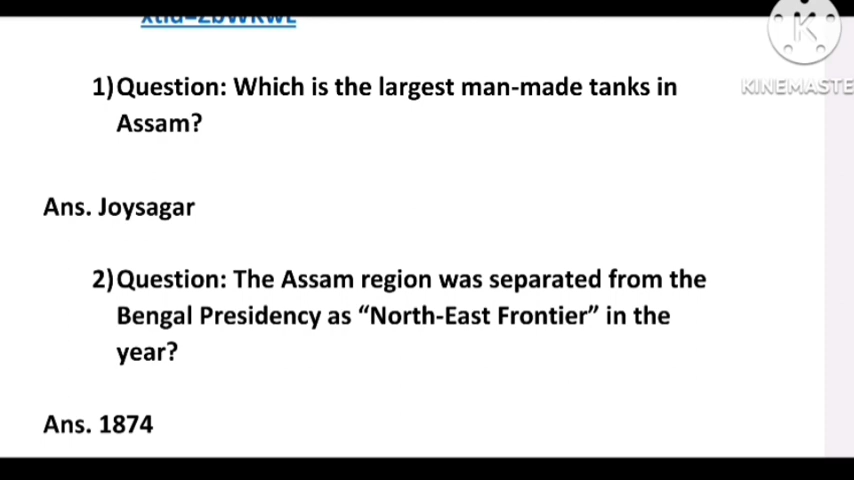 KINEMASTE
1) Question: Which is the largest man-made tanks in
Assam?
Ans. Joysagar
2) Question: The Assam region was separated from the
Bengal Presidency as “North-East Frontier” in the
year?
Ans. 1874